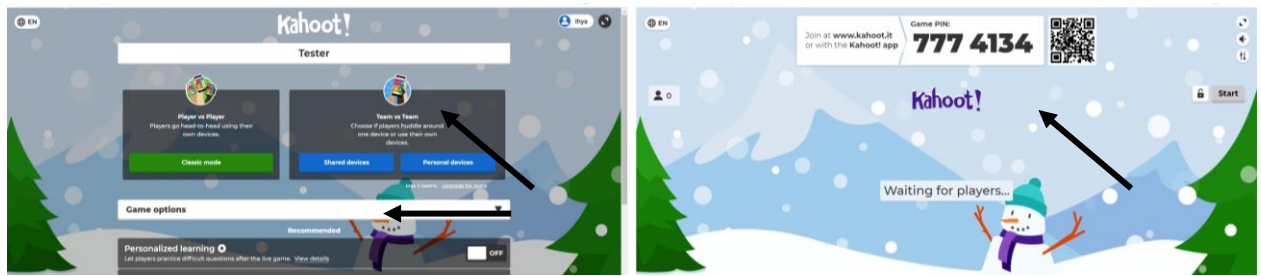 EN
Kahoot!
Ihya
Tester
Player vs Player
Players go head-to-head using their
own devices.
Classic mode
Team vs Team
Choose if players huddle around
one device or use their own
devices.
Shared devices
Personal devices
Max 3 teams. Upgrade for more
Game options
Recommended
Personalized learning
Let players practice difficult questions after the live game. View details
OFF
EN
Join at www.kahoot.it
or with the Kahoot! app
Game PIN:
777 4134
0
Kahoot!
Start
Waiting for players...